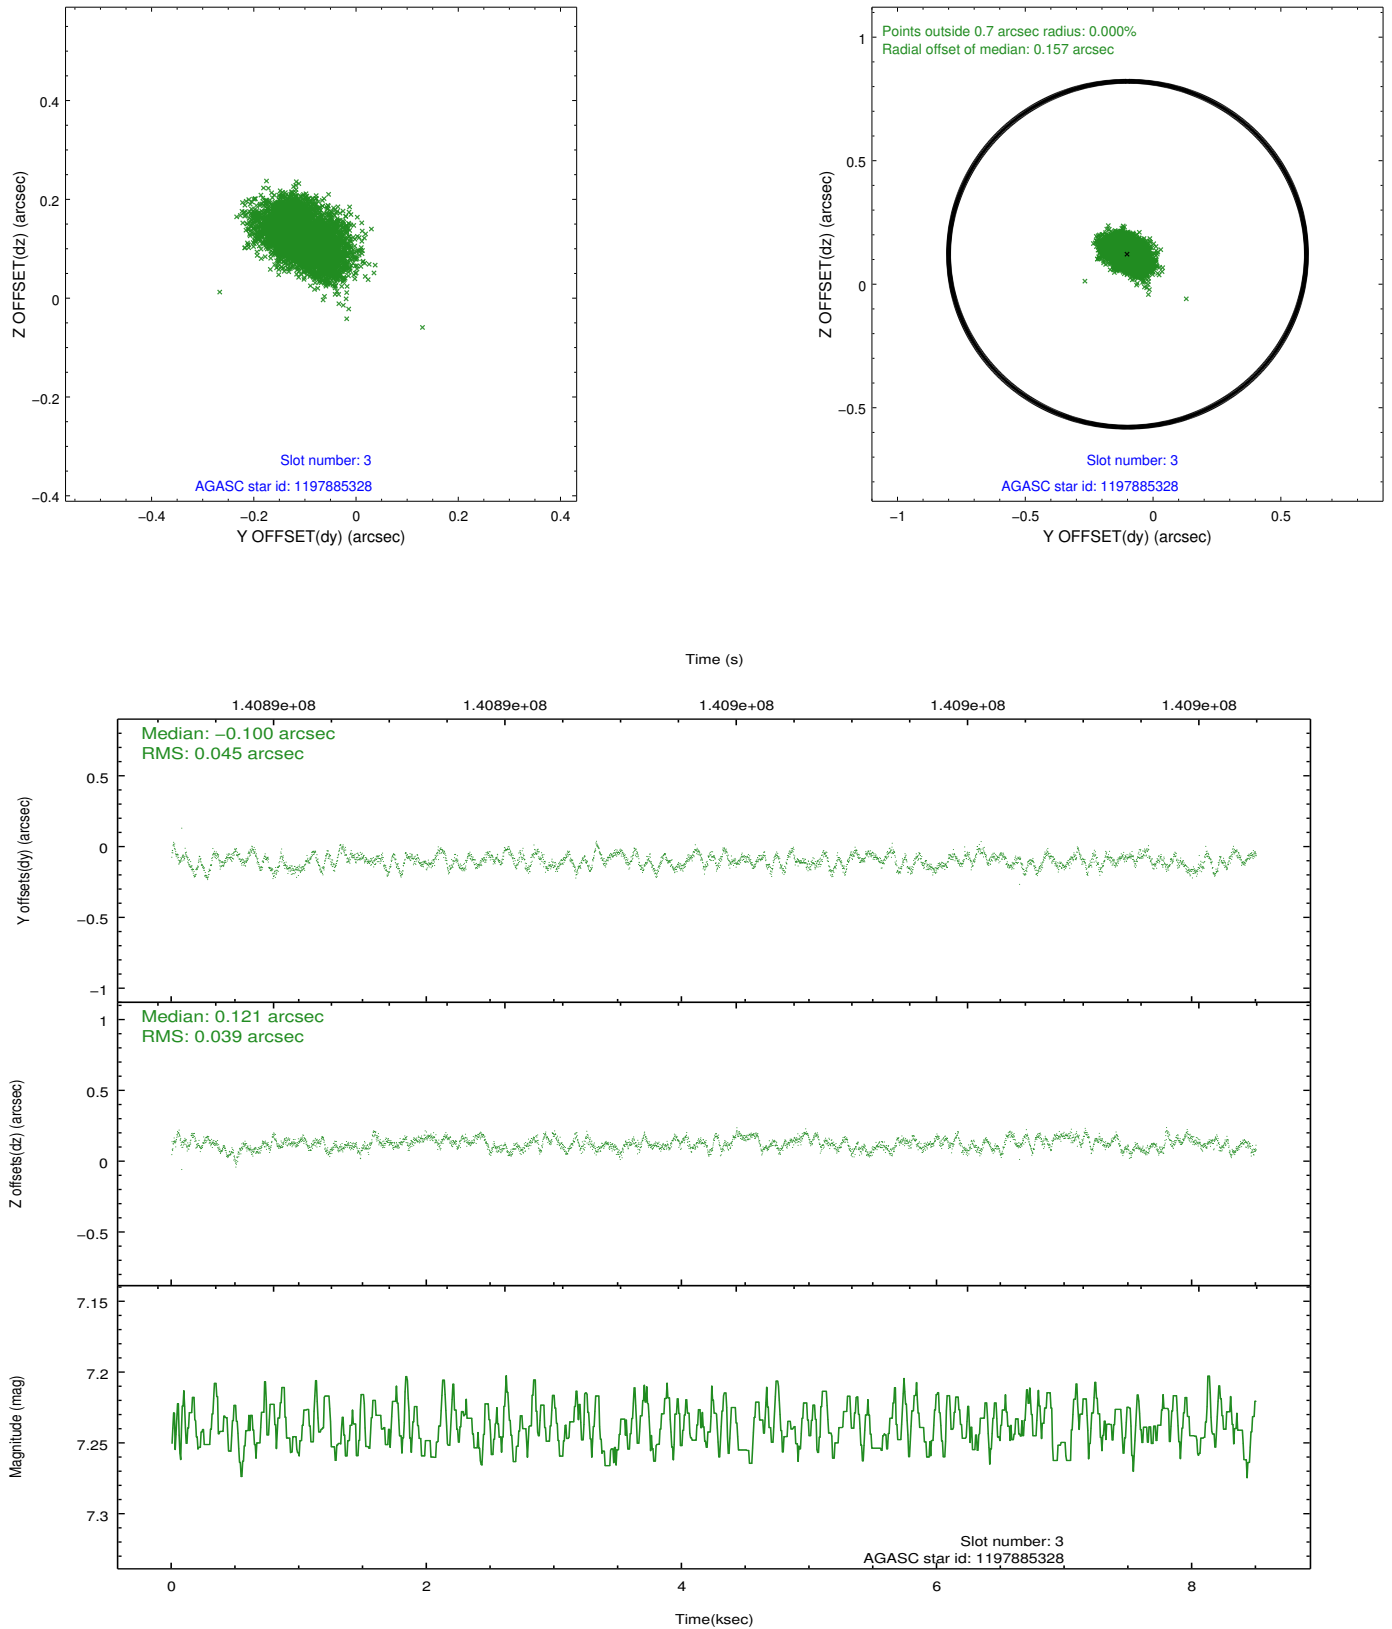 0.4
0.2
0
−0.2
−0.4
Z OFFSET(dz) (arcsec)
Slot number: 3
AGASC star id: 1197885328
−0.4 −0.2 0 0.2 0.4
Y OFFSET(dy) (arcsec)
Points outside 0.7 arcsec radius: 0.000%
Radial offset of median: 0.157 arcsec
1
0.5
0
−0.5
Z OFFSET(dz) (arcsec)
Slot number: 3
AGASC star id: 1197885328
−1 −0.5 0 0.5
Y OFFSET(dy) (arcsec)
Time (s)
1.4089e+08 1.4089e+08 1.409e+08 1.409e+08 1.409e+08
Median: −0.100 arcsec
RMS: 0.045 arcsec
0.5
0
−0.5
−1
Y offsets(dy) (arcsec)
Median: 0.121 arcsec
RMS: 0.039 arcsec
1
0.5
0
−0.5
Z offsets(dz) (arcsec)
7.15
7.2
7.25
7.3
Magnitude (mag)
Slot number: 3
AGASC star id: 1197885328
0 2 4 6 8
Time(ksec)